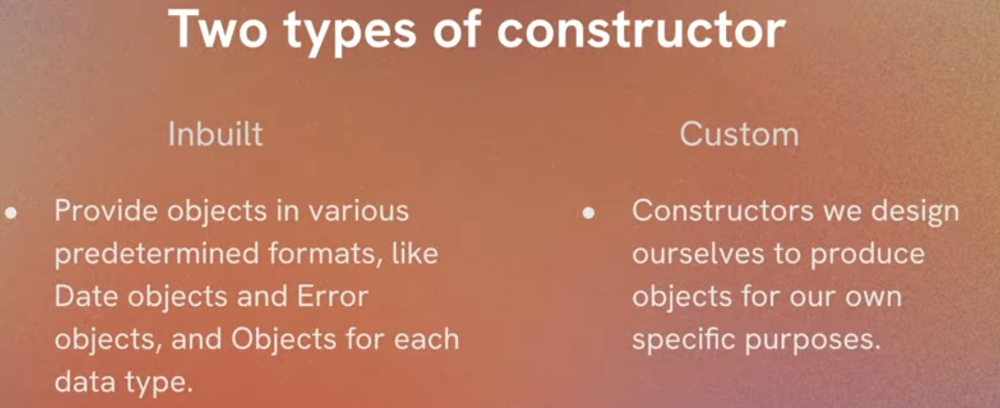 Two types of constructor
Inbuilt
• Provide objects in various
predetermined formats, like
Date objects and Error
objects, and Objects for each
data type.
Custom
• Constructors we design
ourselves to produce
objects for our own
specific purposes.